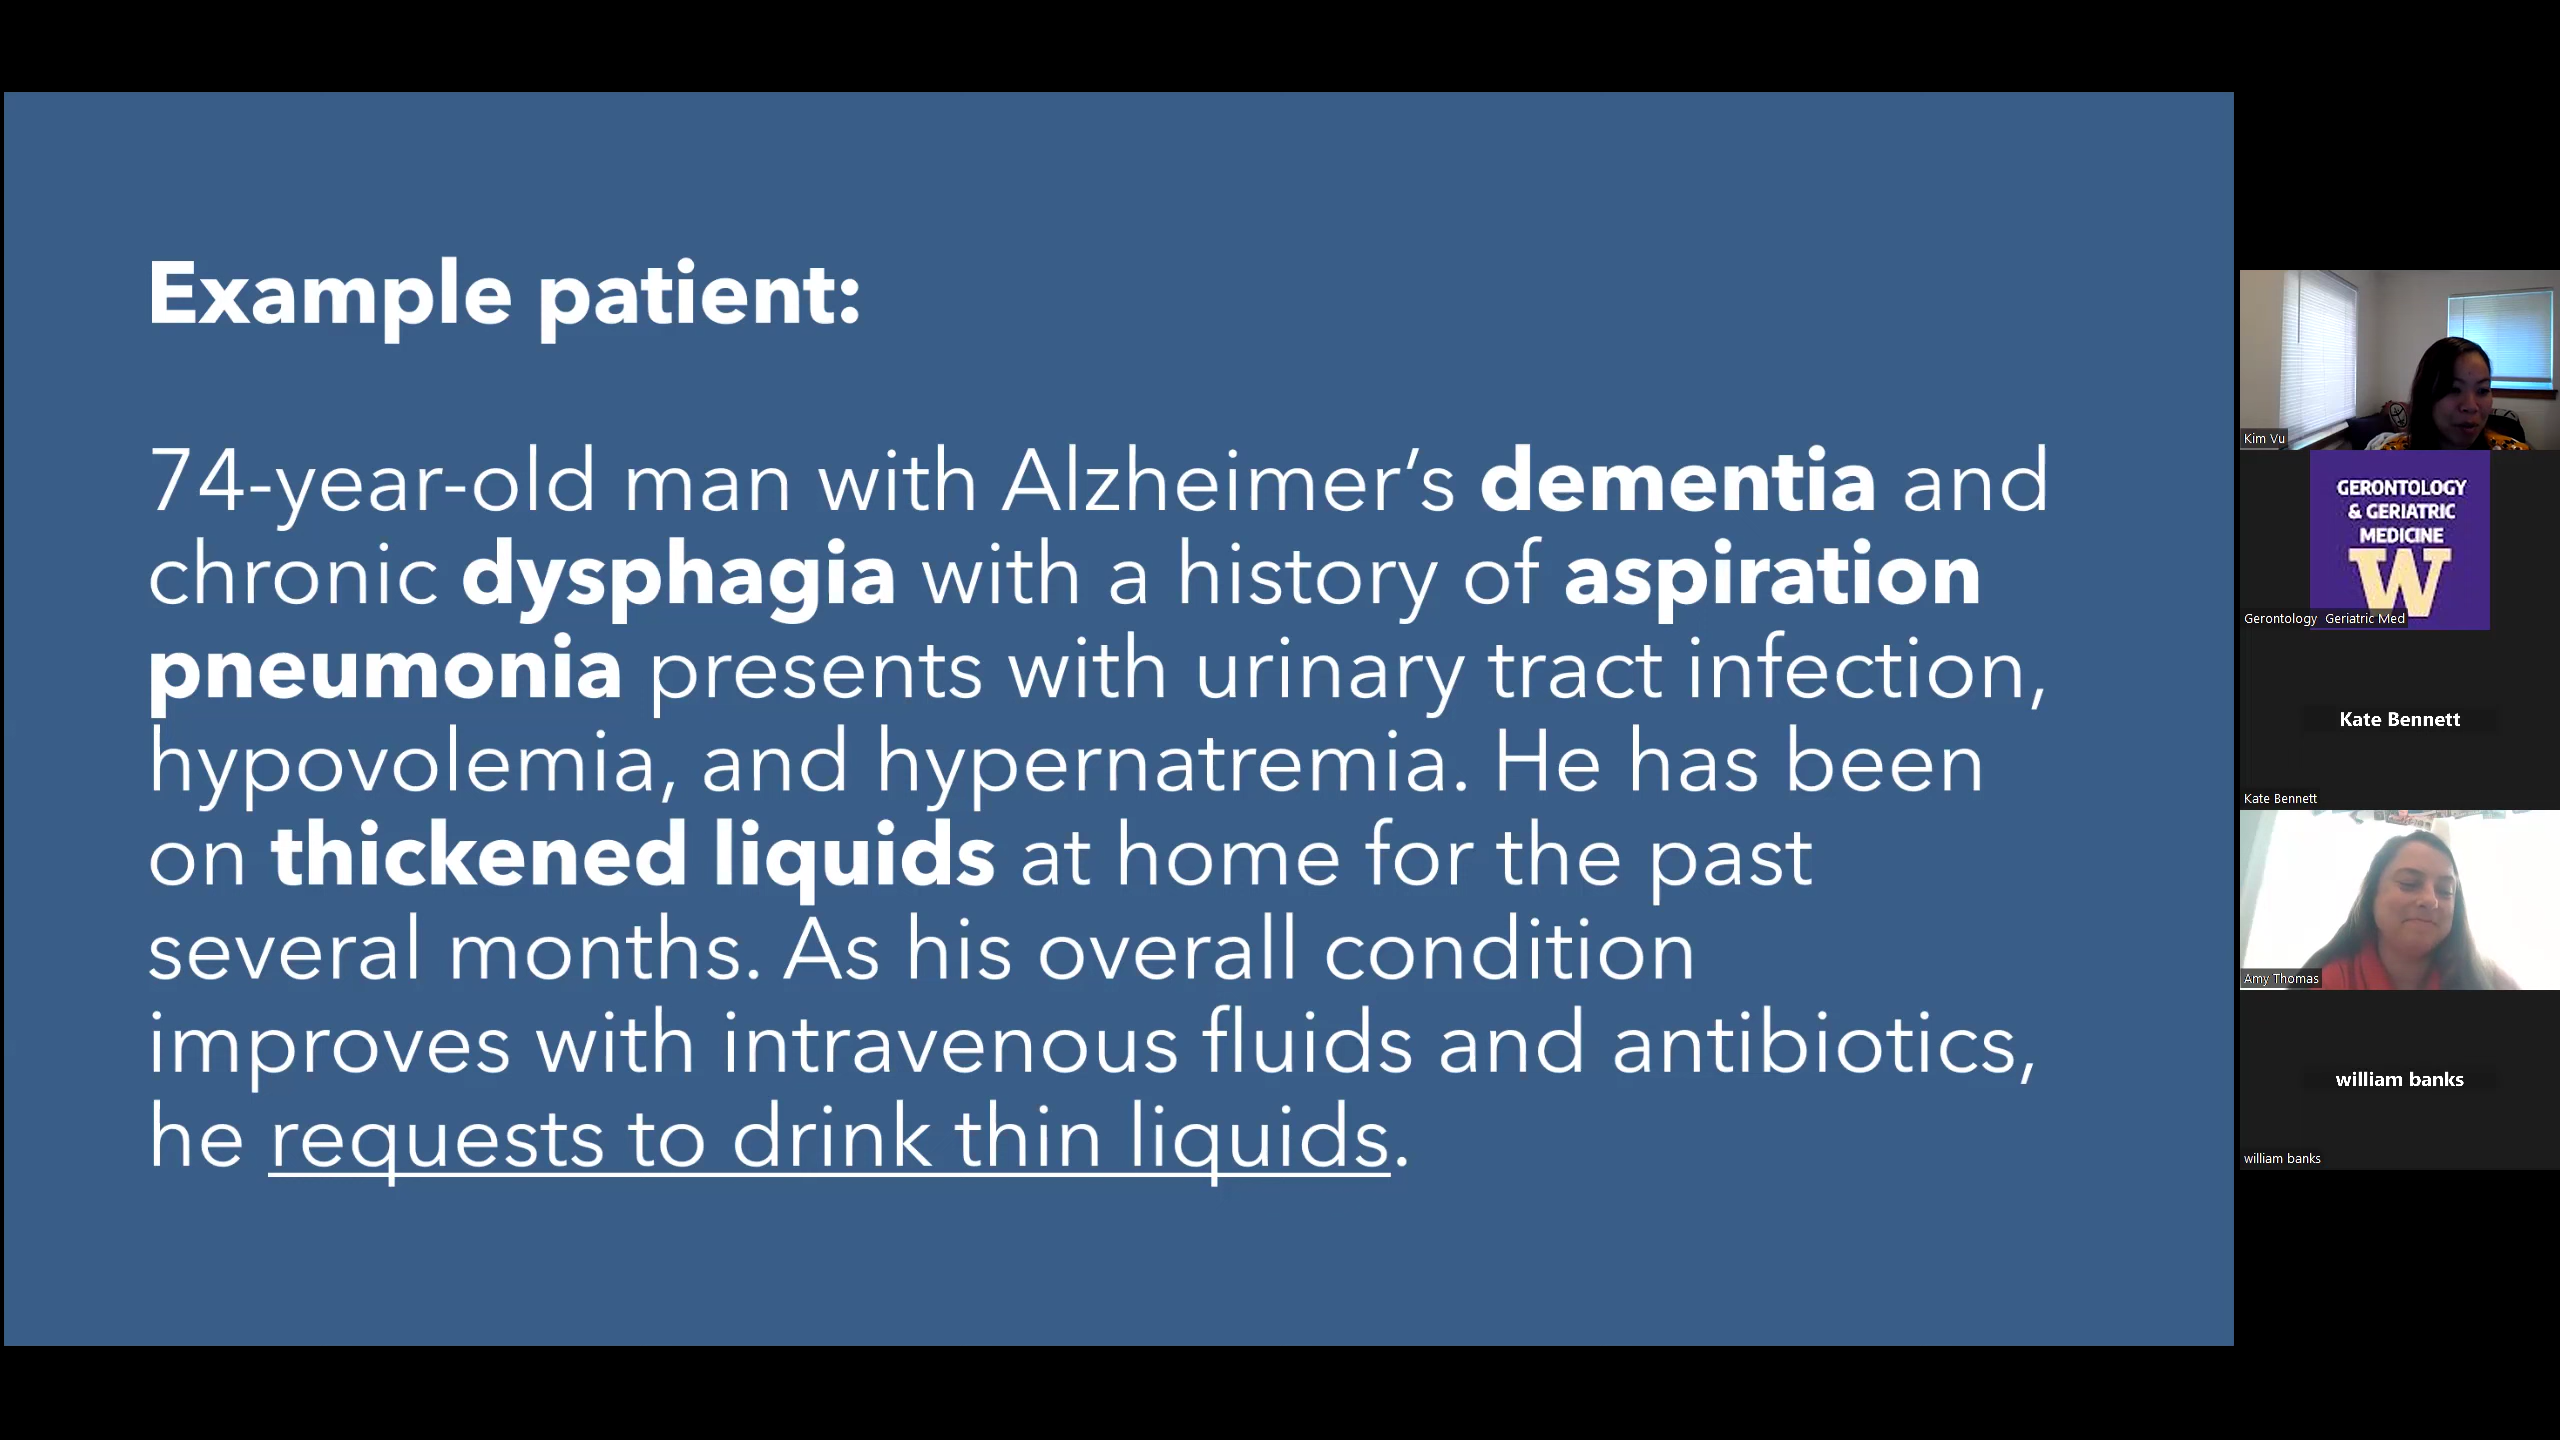 Example patient:
74-year-old man with Alzheimer’s dementia and
chronic dysphagia with a history of aspiration
pneumonia presents with urinary tract infection,
hypovolemia, and hypernatremia. He has been
on thickened liquids at home for the past
several months. As his overall condition
improves with intravenous fluids and antibiotics,
he requests to drink thin liquids.
Kim Vu
GERONTOLOGY
& GERIATRIC
MEDICINE
W
Gerontology Geriatric Med
Kate Bennett
Kate Bennett
Amy Thomas
william banks
william banks